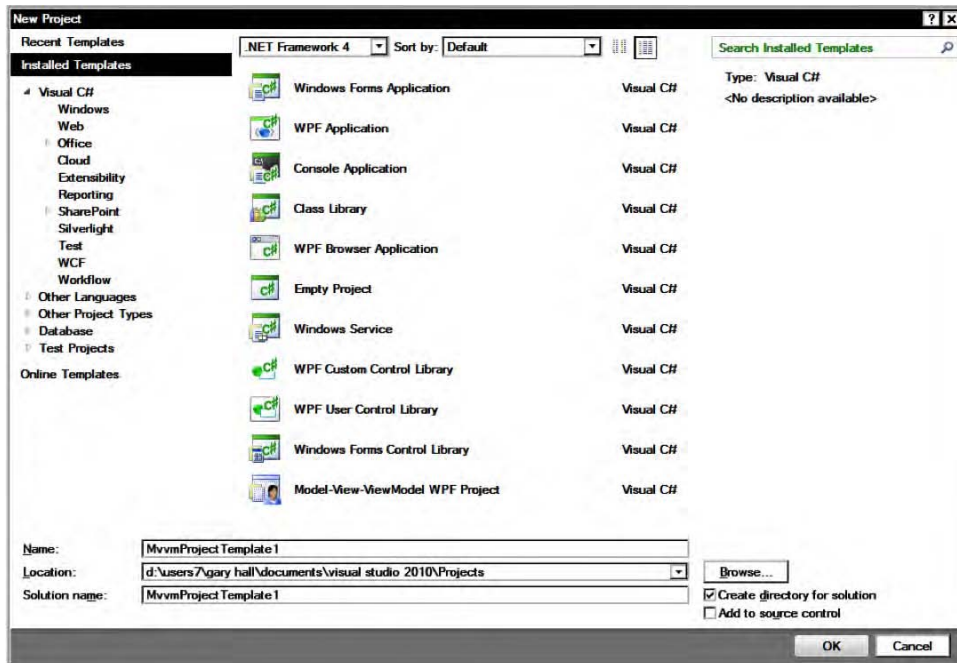 New Project
Recent Templates
Installed Templates
Visual C#
Windows
Web
Office
Cloud
Extensibility
Reporting
SharePoint
Silverlight
Test
WCF
Workflow
Other Languages
Other Project Types
Database
Test Projects
Online Templates
.NET Framework 4 Sort by: Default
Windows Forms Application Visual C#
WPF Application Visual C#
Console Application Visual C#
Class Library Visual C#
WPF Browser Application Visual C#
Empty Project Visual C#
Windows Service Visual C#
WPF Custom Control Library Visual C#
WPF User Control Library Visual C#
Windows Forms Control Library Visual C#
Model-View-ViewModel WPF Project Visual C#
Search Installed Templates
Type: Visual C#
<No description available>
Name: MvvmProjectTemplate1
Location: d:\users7\gary hall\documents\visual studio 2010\Projects Browse...
Solution name: MvvmProjectTemplate1
Create directory for solution
Add to source control
OK Cancel